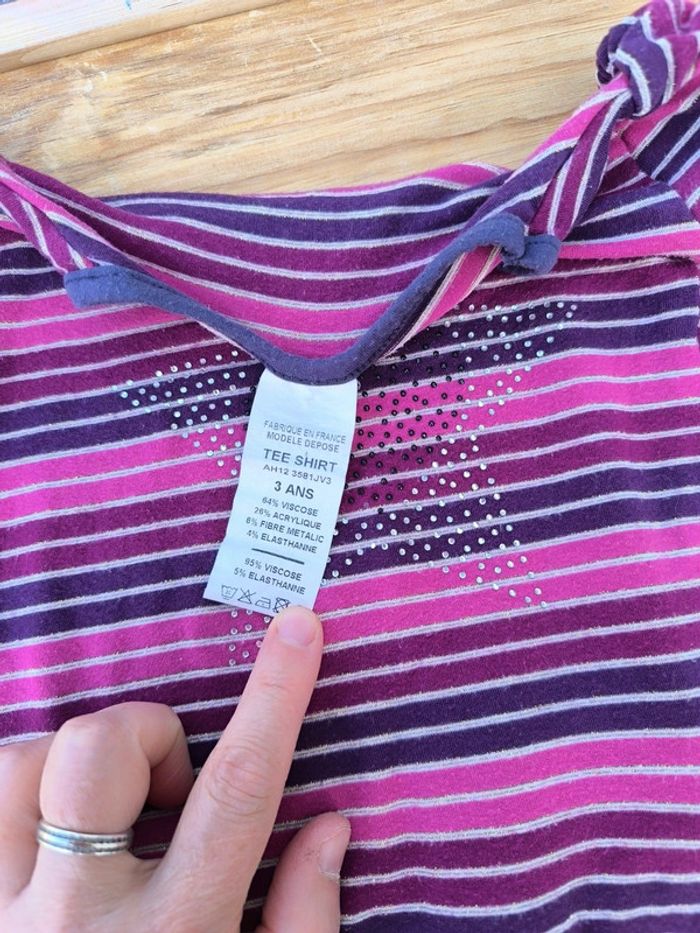 FABRIQUE EN FRANCE
MODELE DEPOSE
TEE SHIRT
AH12 35B1JV3
3 ANS
64% VISCOSE
26% ACRYLIQUE
6% FIBRE METALIC
4% ELASTHANNE
95% VISCOSE
5% ELASTHANNE